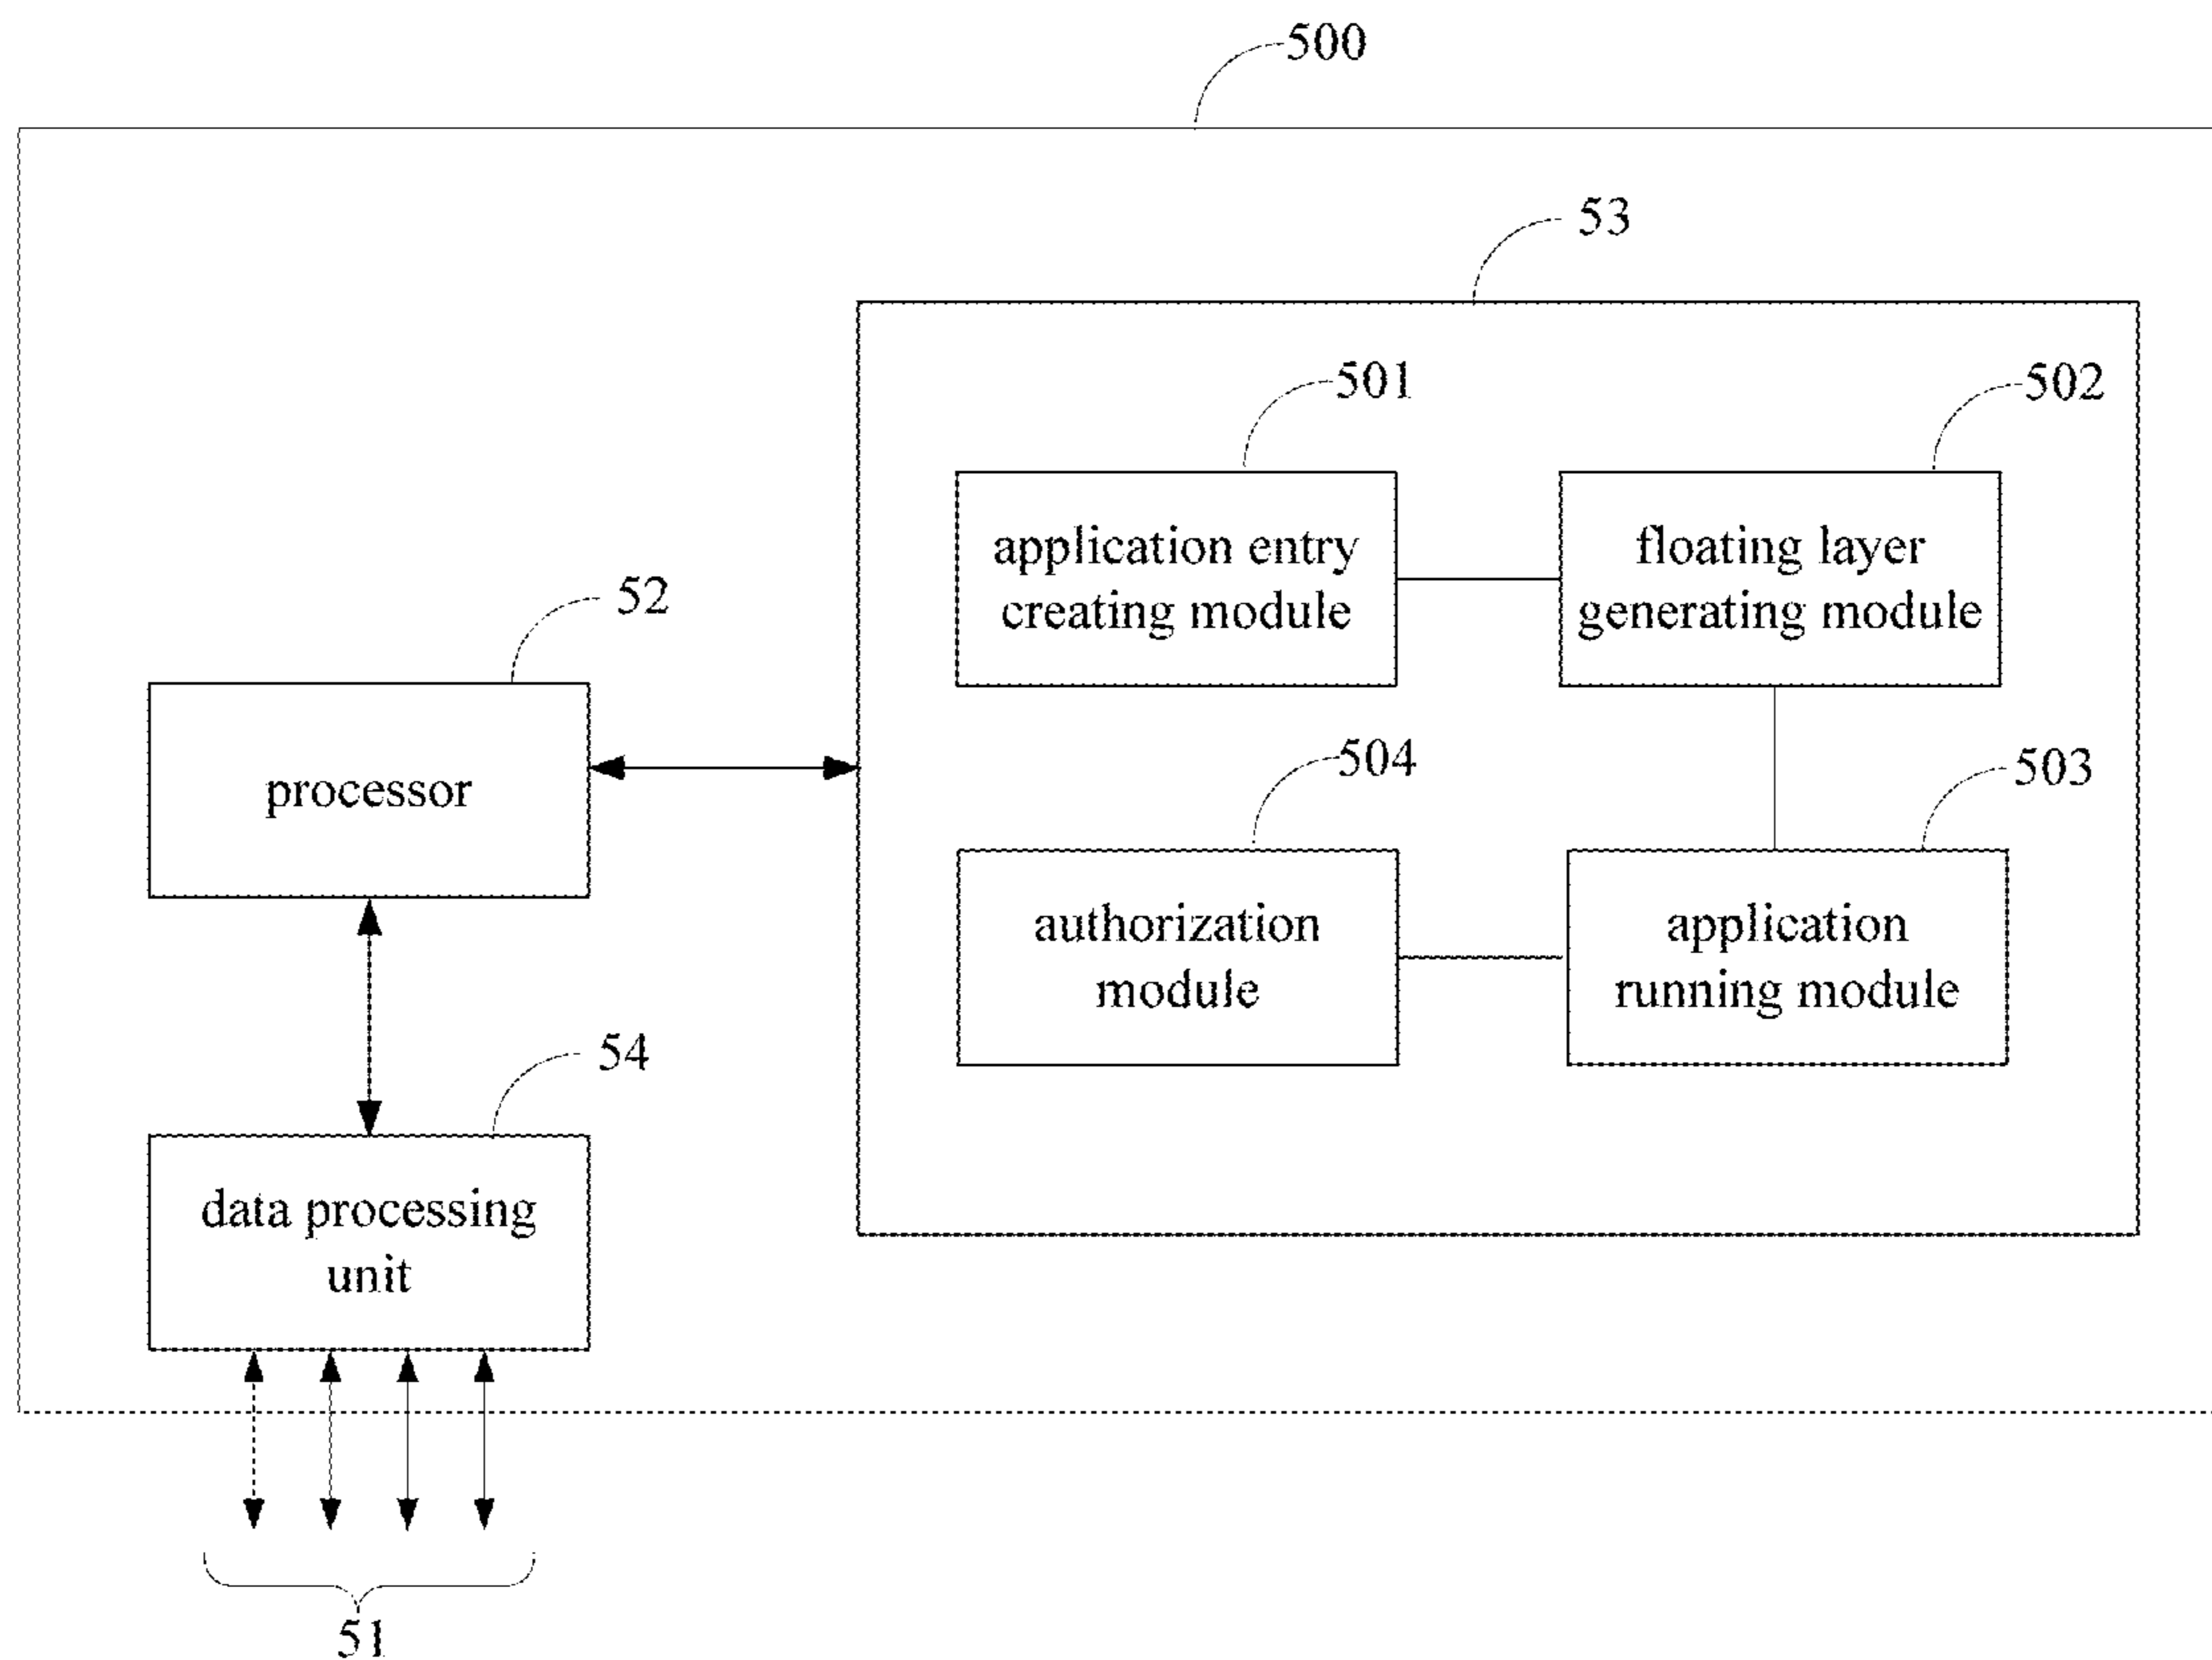 500
53
501
502
application entry
creating module
floating layer
generating module
52
processor
504
503
authorization
module
application
running module
54
data processing
unit
51